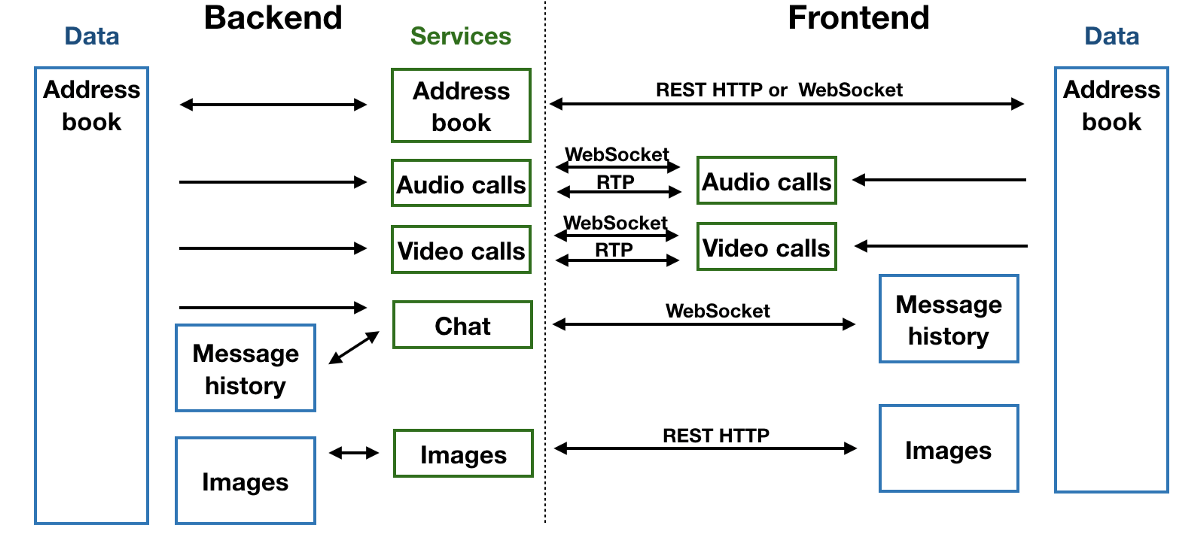 Backend
Frontend
Data
Services
Data
Address
book
Address
book
REST HTTP or WebSocket
Address
book
Audio calls
WebSocket
RTP
Audio calls
Video calls
WebSocket
RTP
Video calls
Chat
WebSocket
Message
history
Message
history
Images
Images
REST HTTP
Images